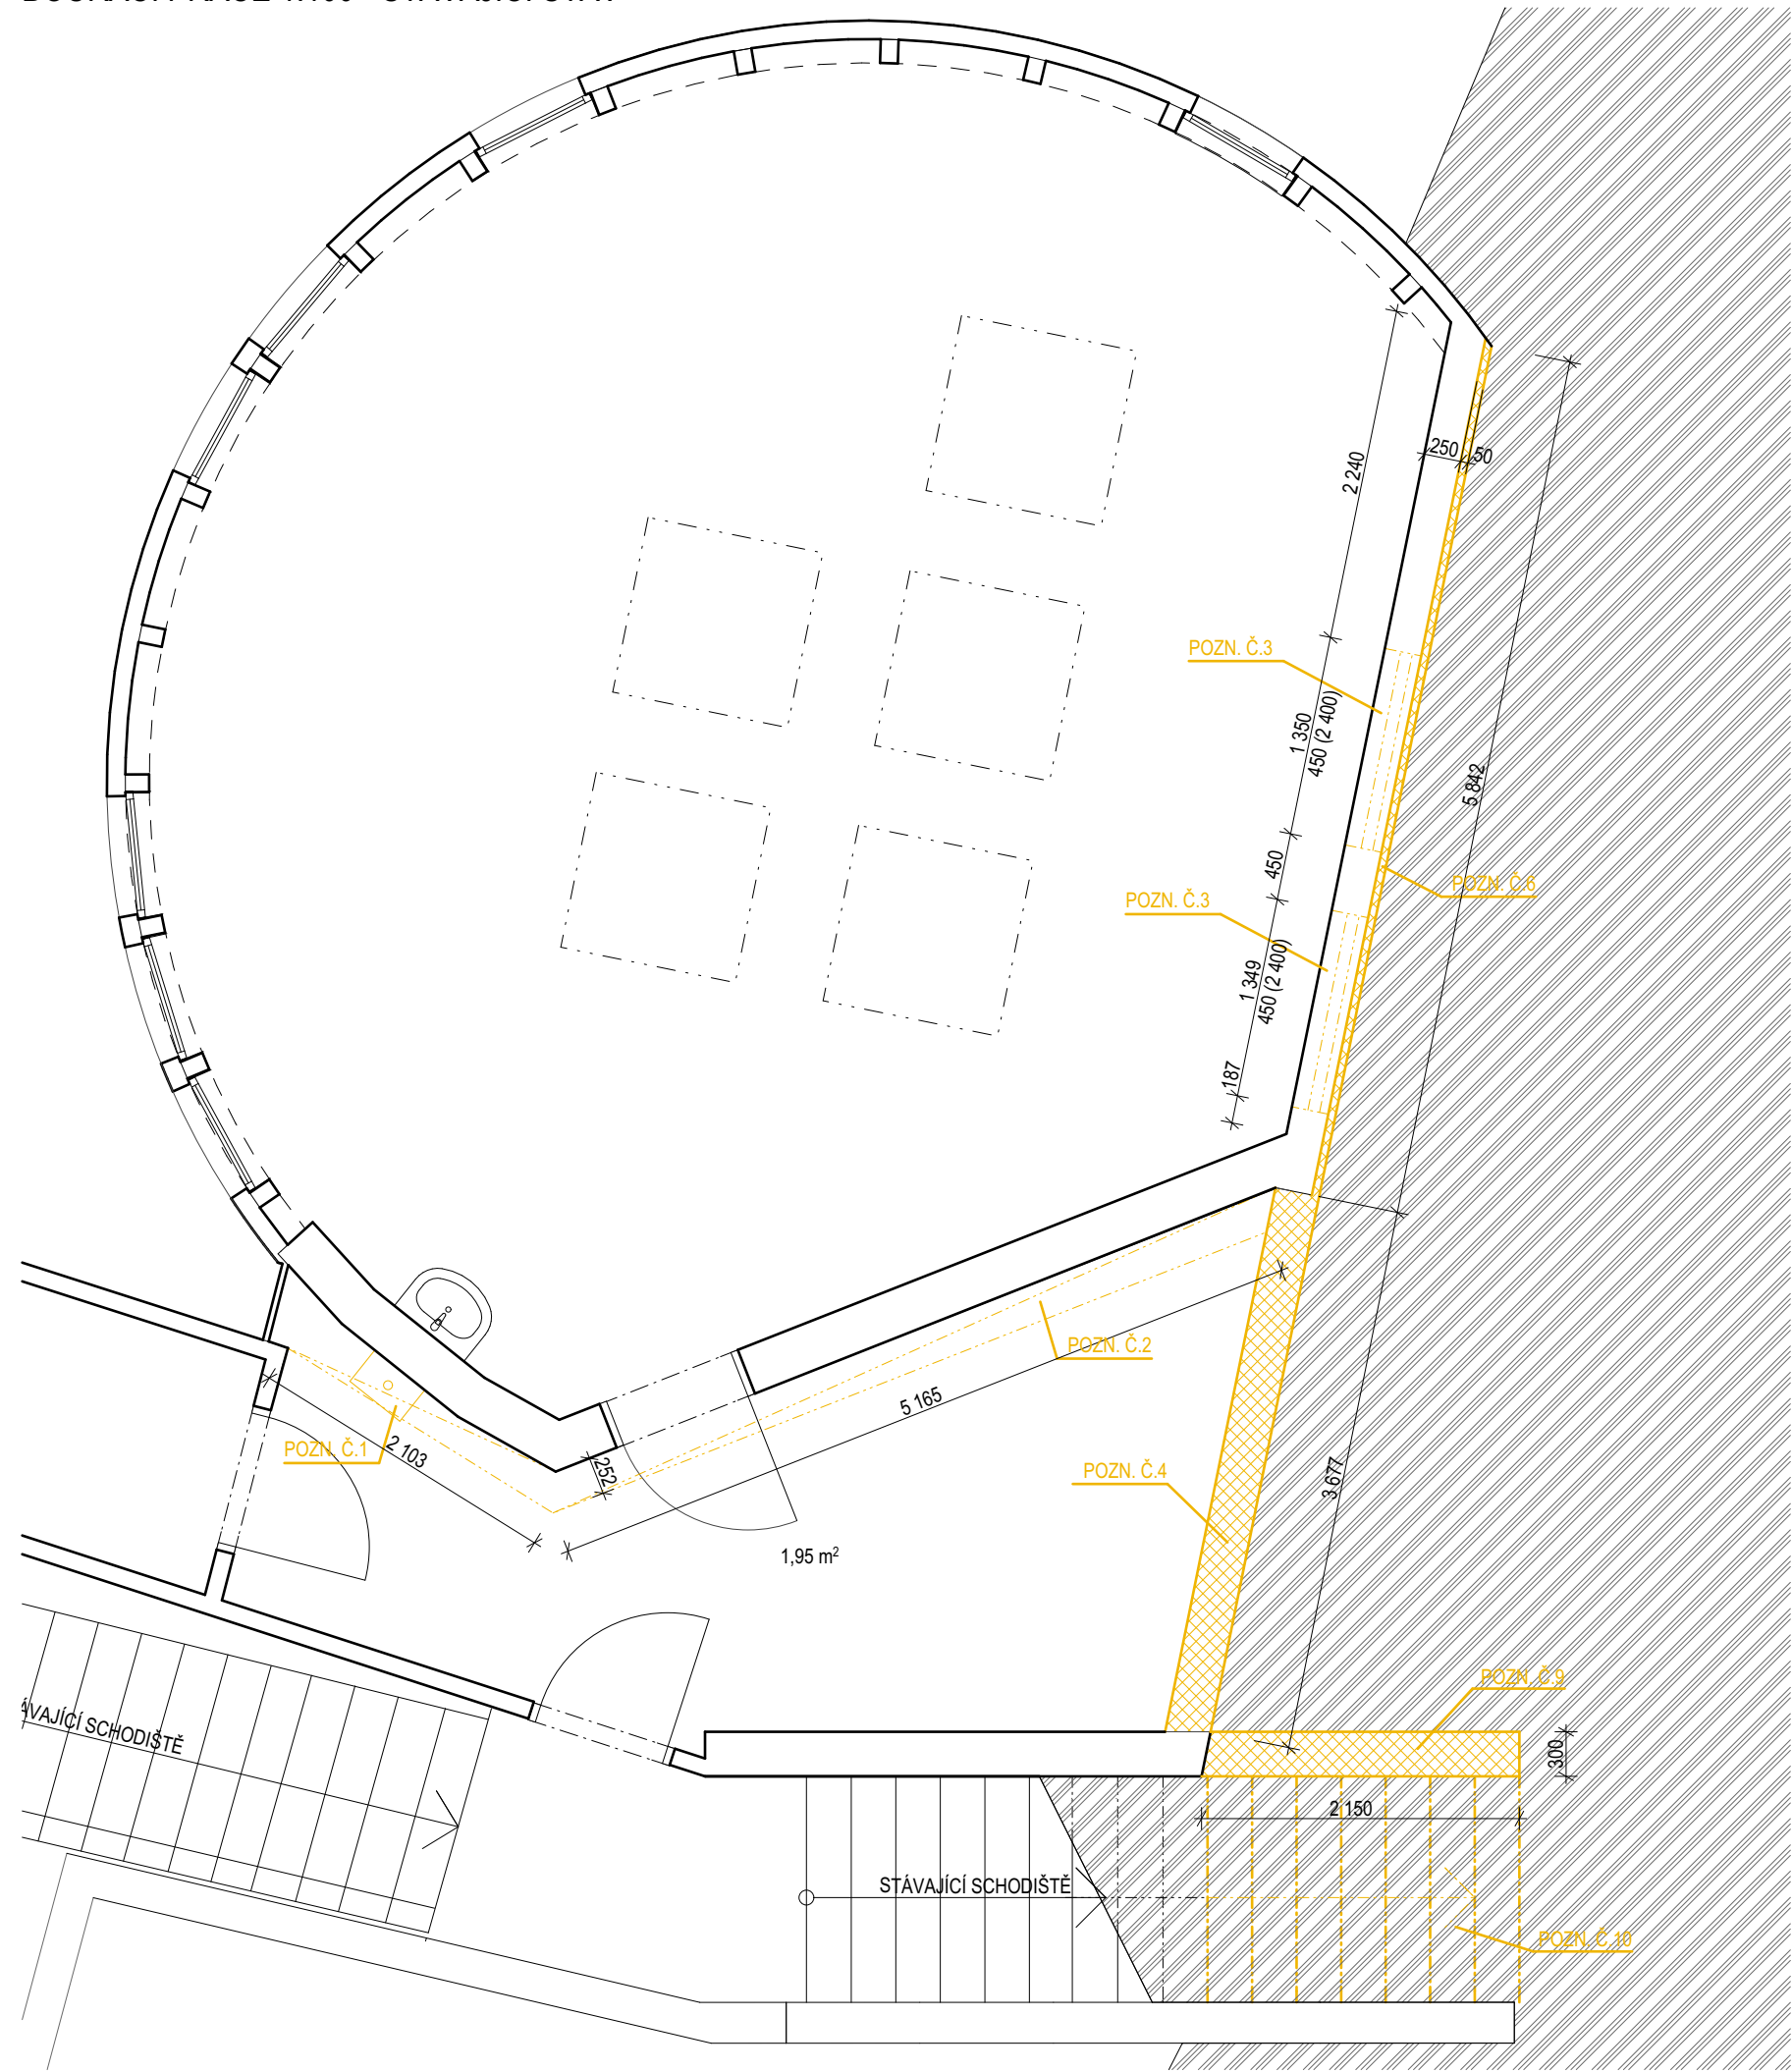 250
50
2 240
POZN. Č.3
1 350
450 (2 400)
5 842
450
POZN. Č.6
POZN. Č.3
1 349
450 (2 400)
187
POZN. Č.2
5 165
POZN. Č.1
2 103
252
POZN. Č.4
3 677
1,95 m²
POZN. Č.9
ÁVAJÍCÍ SCHODIŠTĚ
300
2 150
STÁVAJÍCÍ SCHODIŠTĚ
POZN. Č.10